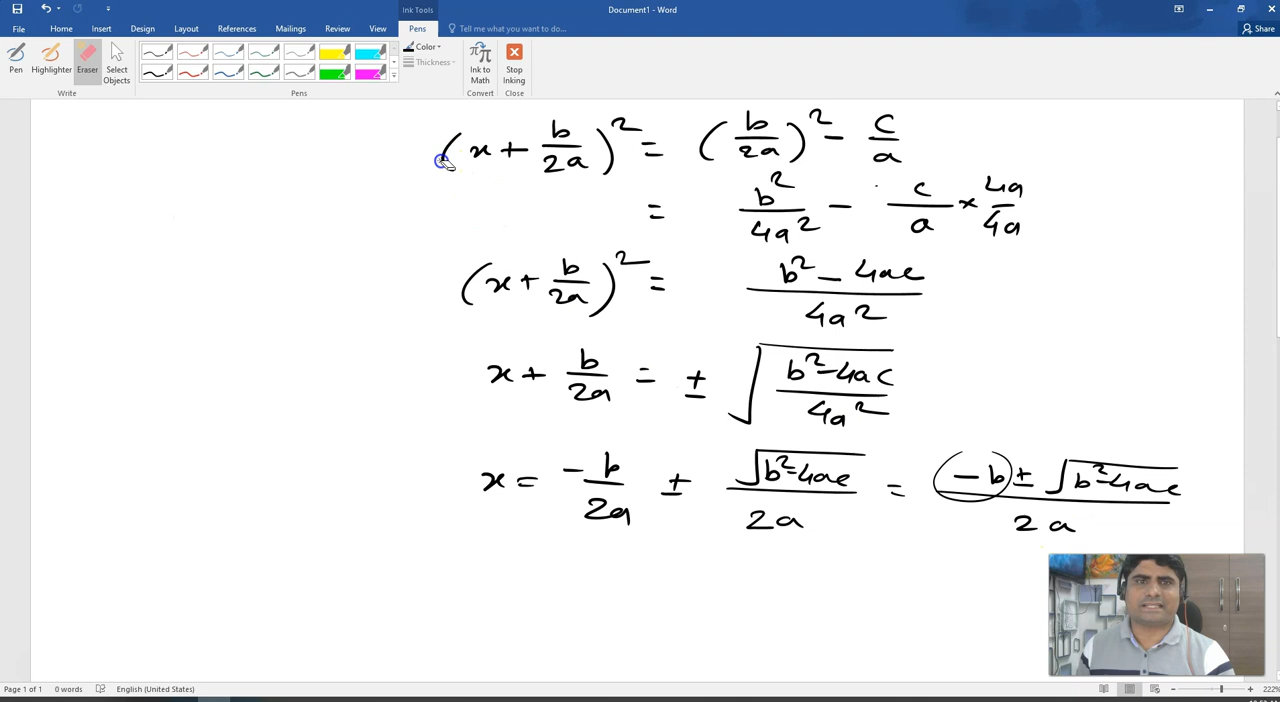 Ink Tools
Document1 - Word
File Home Insert Design Layout References Mailings Review View Pens Tell me what you want to do... Share
Pen Highlighter Eraser Select Objects Color Thickness Ink to Math Stop Inking
Write Pens Convert Close
(x + b/2a)² = (b/2a)² - c/a
= b²/4a² - c/a × 4a/4a
(x + b/2a)² = b² - 4ac / 4a²
x + b/2a = ± √(b²-4ac / 4a²)
x = -b/2a ± √b²-4ac / 2a = -b ± √b²-4ac / 2a
Page 1 of 1 0 words English (United States) 222%